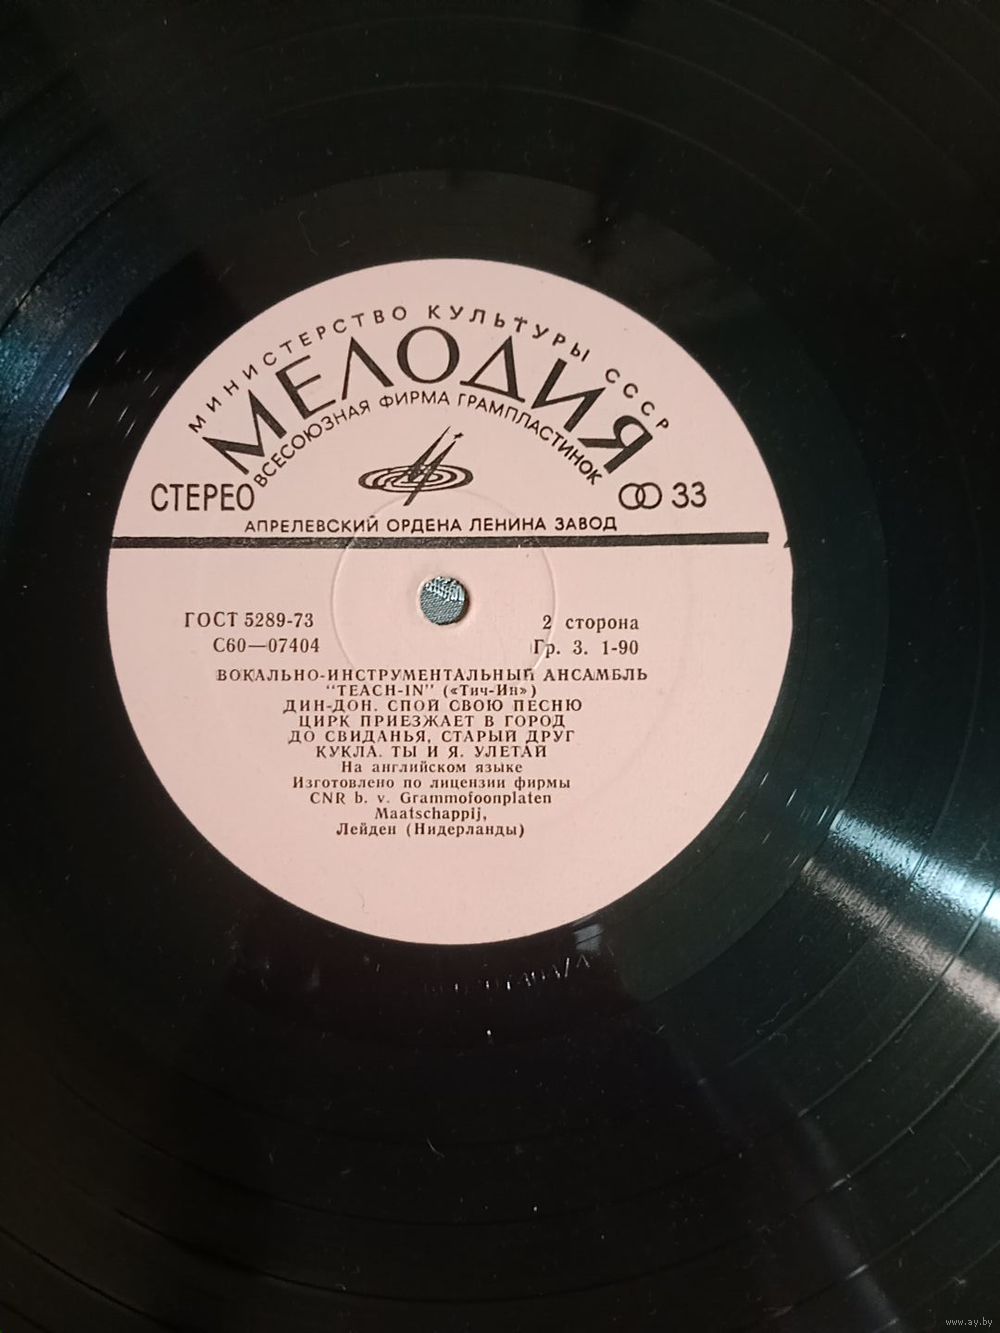 МИНИСТЕРСТВО КУЛЬТУРЫ СССР
МЕЛОДИЯ
ВСЕСОЮЗНАЯ ФИРМА ГРАМПЛАСТИНОК
СТЕРЕО 33
АПРЕЛЕВСКИЙ ОРДЕНА ЛЕНИНА ЗАВОД
ГОСТ 5289-73 2 сторона
С60—07404 Гр. 3. 1-90
ВОКАЛЬНО-ИНСТРУМЕНТАЛЬНЫЙ АНСАМБЛЬ
"TEACH-IN" («Тич-Ин»)
ДИН-ДОН. СПОЙ СВОЮ ПЕСНЮ
ЦИРК ПРИЕЗЖАЕТ В ГОРОД
ДО СВИДАНЬЯ, СТАРЫЙ ДРУГ
КУКЛА. ТЫ И Я. УЛЕТАЙ
На английском языке
Изготовлено по лицензии фирмы
CNR b. v. Grammofoonplaten
Maatschappij,
Лейден (Нидерланды)
www.ay.by